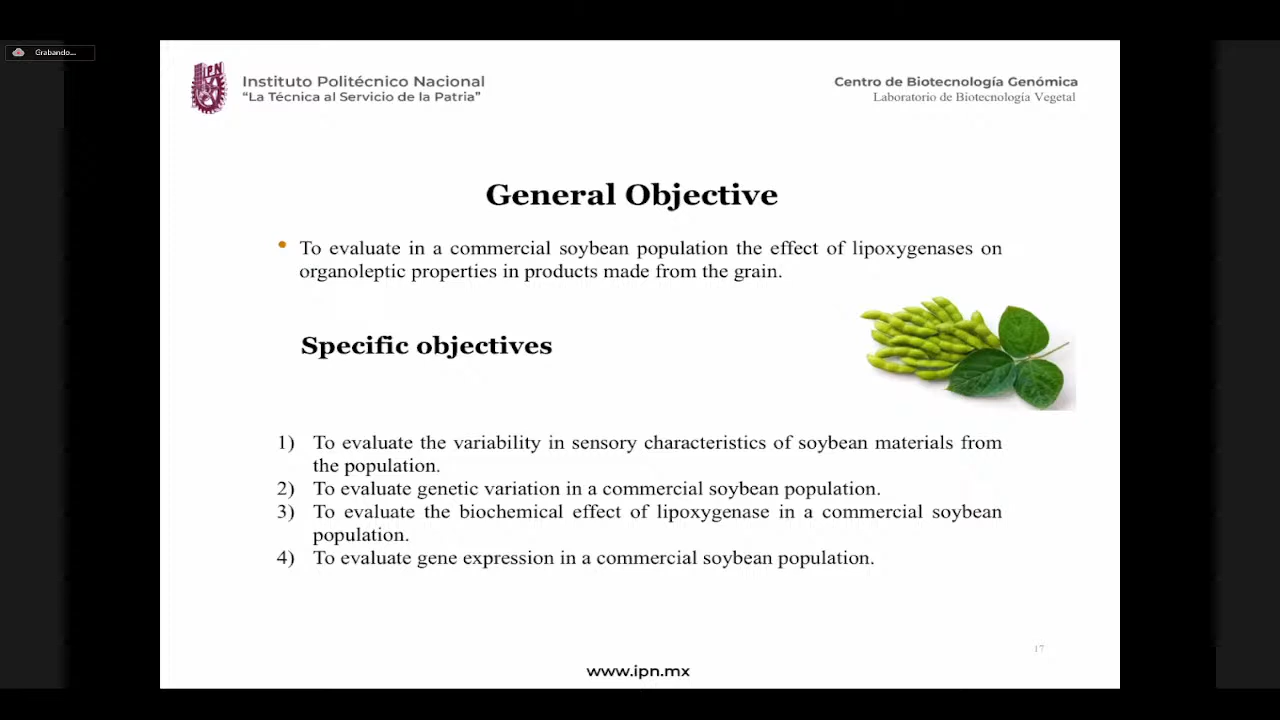 Grabando...
IPN
Instituto Politécnico Nacional
"La Técnica al Servicio de la Patria"
Centro de Biotecnología Genómica
Laboratorio de Biotecnología Vegetal
General Objective
• To evaluate in a commercial soybean population the effect of lipoxygenases on
organoleptic properties in products made from the grain.
Specific objectives
1) To evaluate the variability in sensory characteristics of soybean materials from
the population.
2) To evaluate genetic variation in a commercial soybean population.
3) To evaluate the biochemical effect of lipoxygenase in a commercial soybean
population.
4) To evaluate gene expression in a commercial soybean population.
17
www.ipn.mx